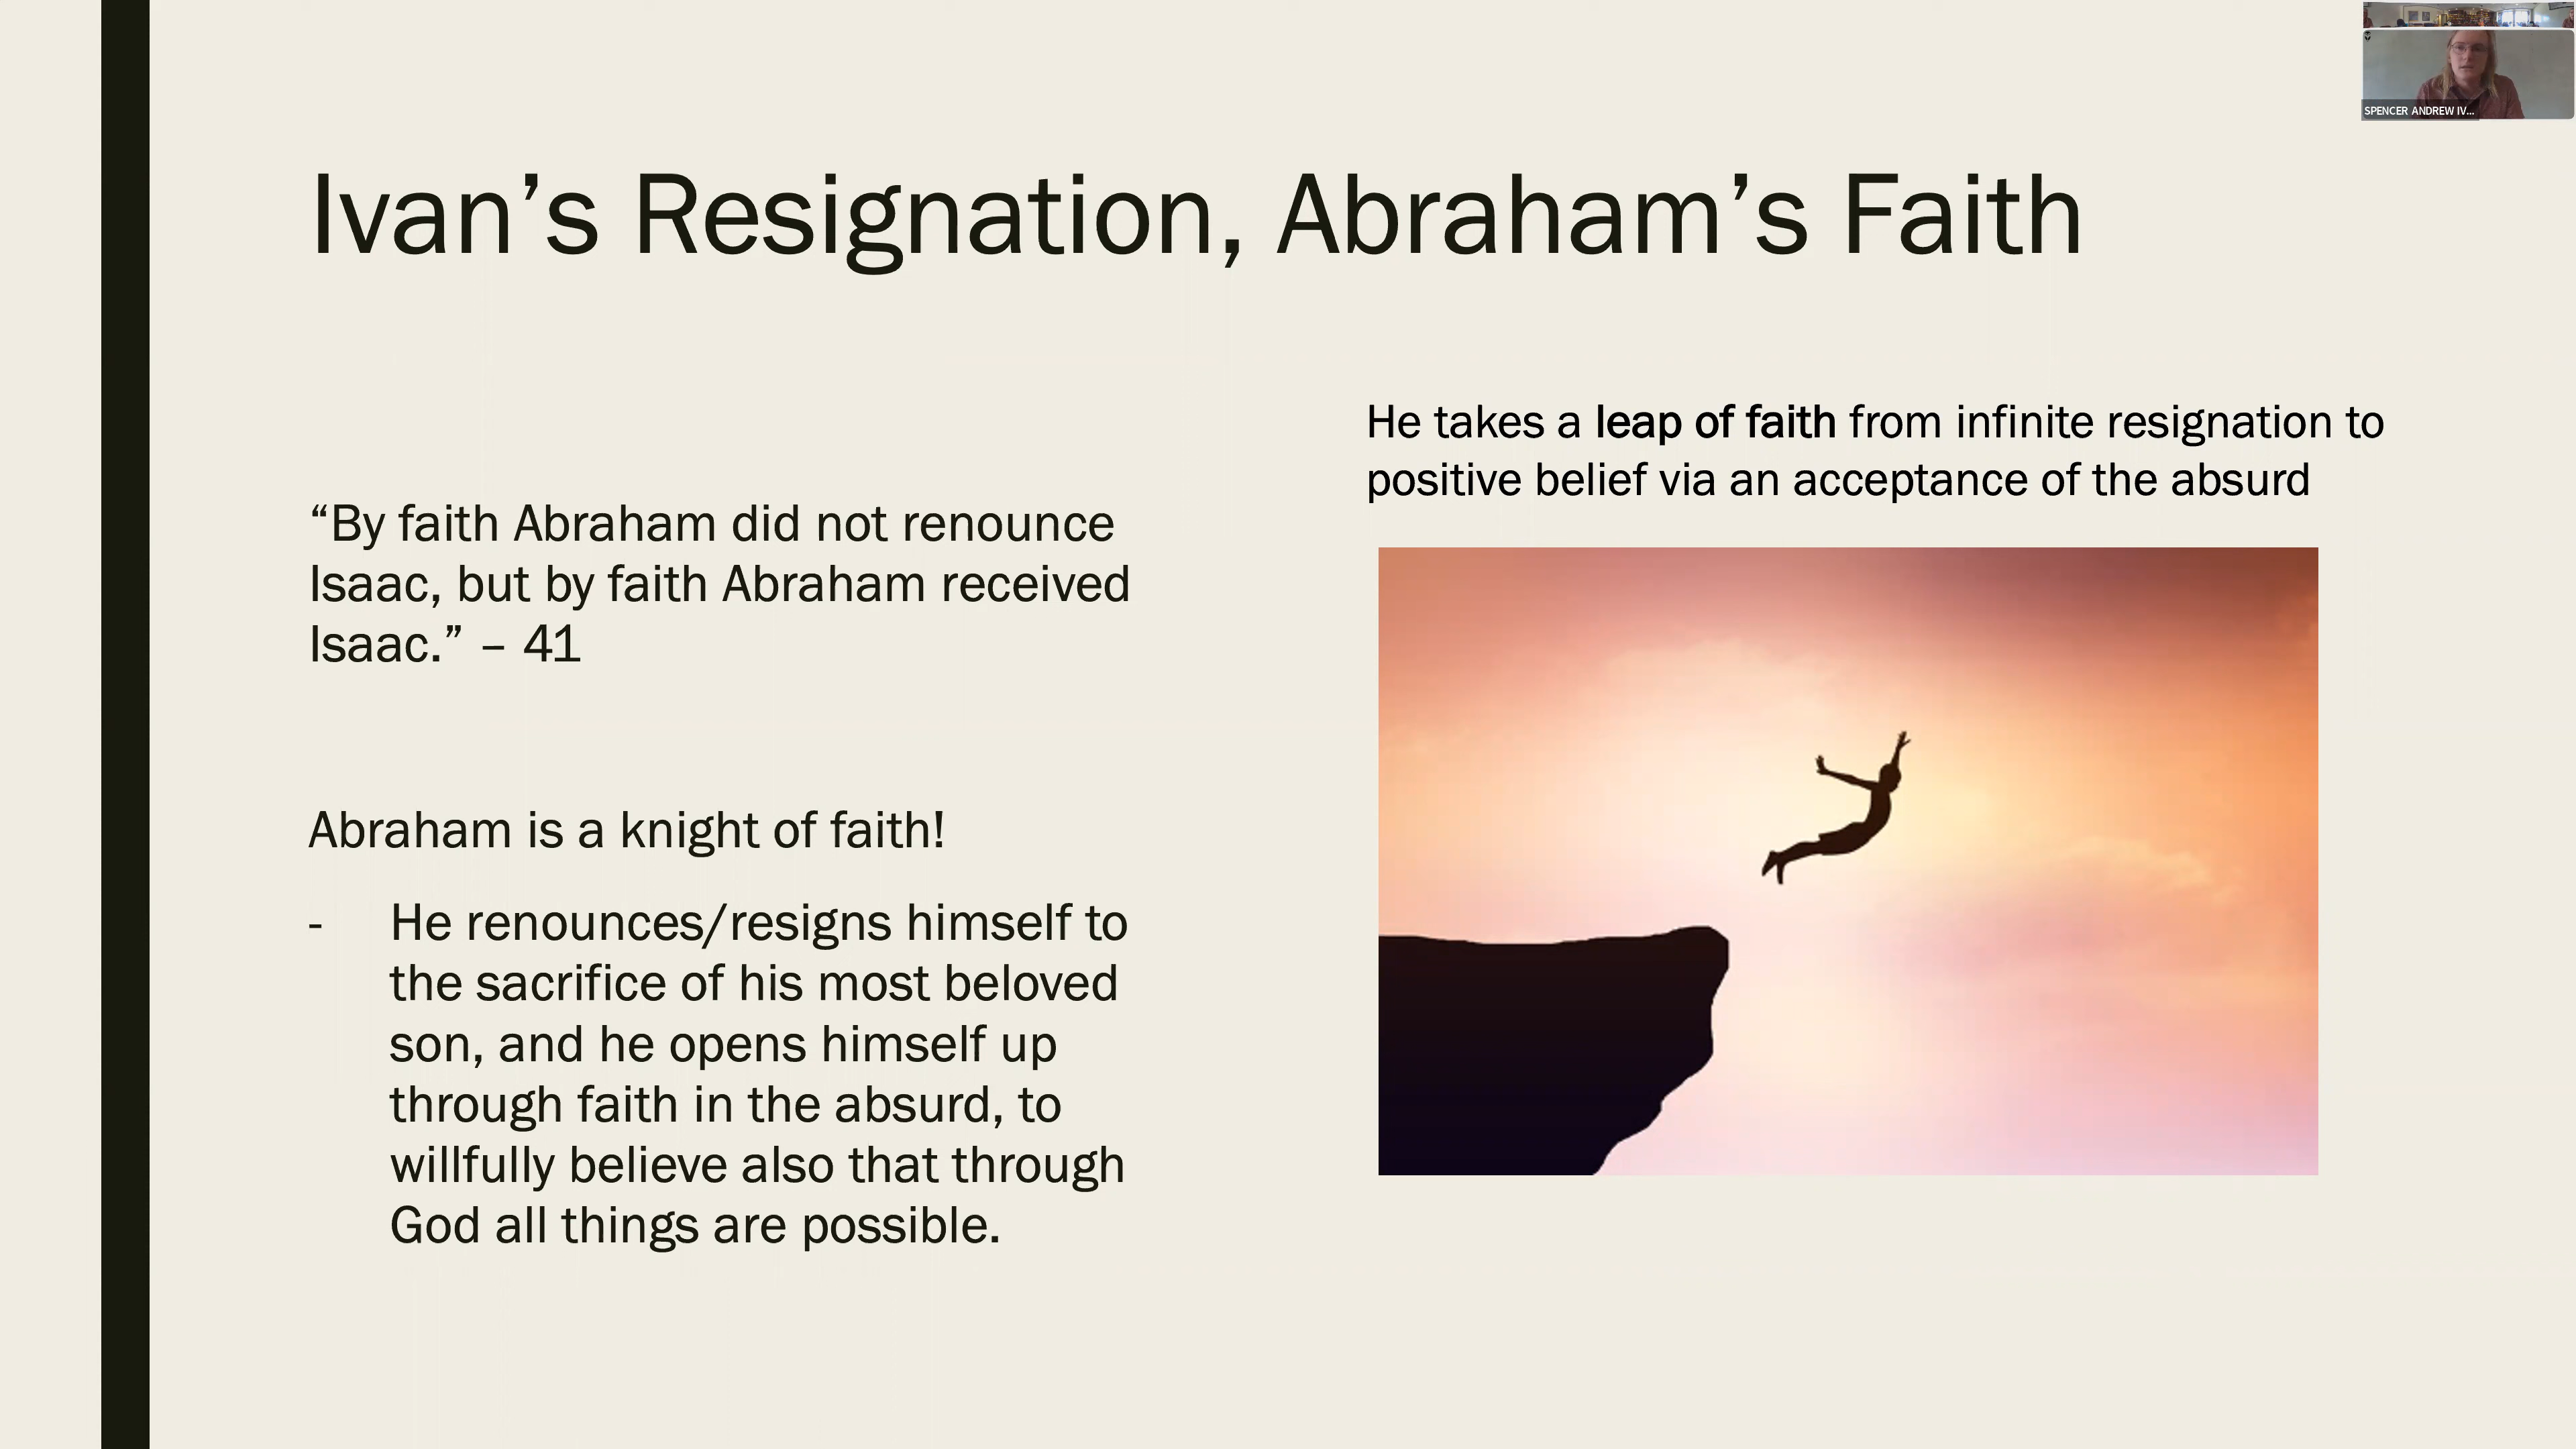 SPENCER ANDREW IV...
Ivan’s Resignation, Abraham’s Faith
“By faith Abraham did not renounce
Isaac, but by faith Abraham received
Isaac.” – 41
Abraham is a knight of faith!
- He renounces/resigns himself to
the sacrifice of his most beloved
son, and he opens himself up
through faith in the absurd, to
willfully believe also that through
God all things are possible.
He takes a leap of faith from infinite resignation to
positive belief via an acceptance of the absurd